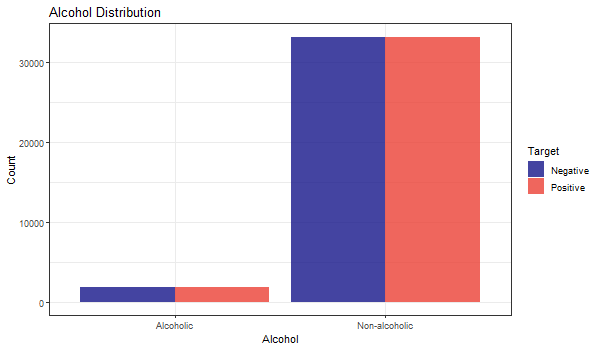 Alcohol Distribution
Count
30000
20000
10000
0
Alcoholic
Non-alcoholic
Alcohol
Target
Negative
Positive